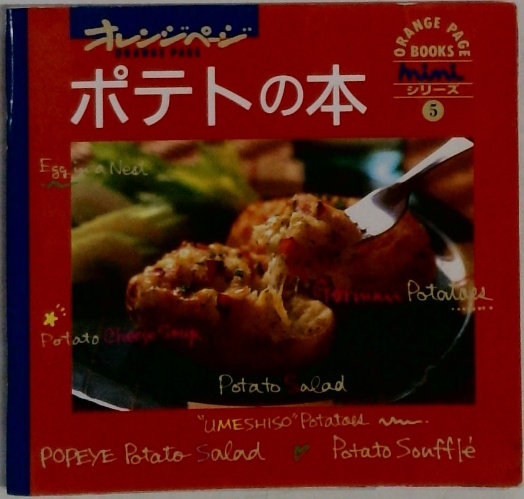 オレンジページ
ORANGE PAGE
ORANGE PAGE
BOOKS
mini
シリーズ
5
ポテトの本
Egg in a Nest
German Potatoes
Potato Cheese Soup
Potato Salad
"UMESHISO" Potatoes
POPEYE Potato Salad
Potato Soufflé